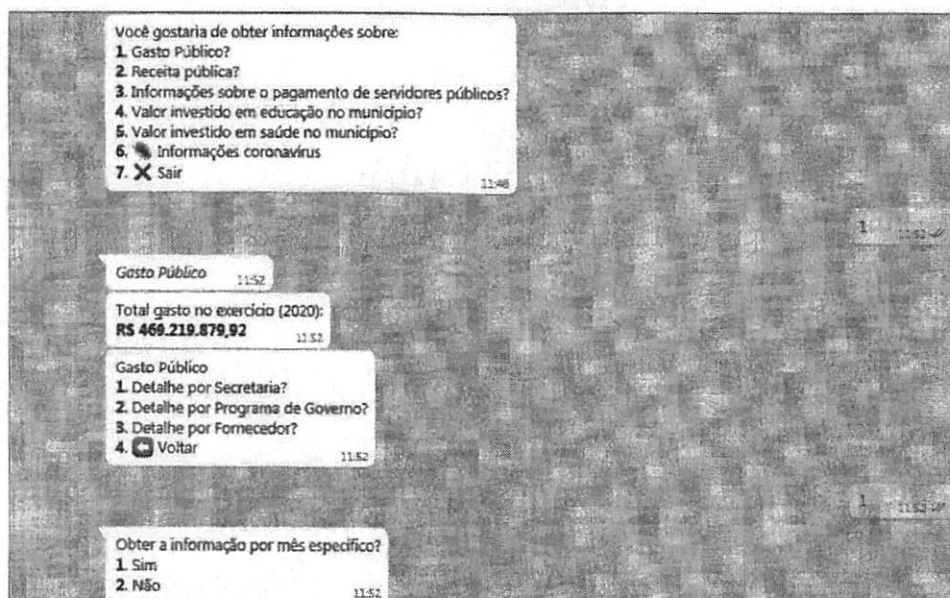 Você gostaria de obter informações sobre:
1. Gasto Público?
2. Receita pública?
3. Informações sobre o pagamento de servidores públicos?
4. Valor investido em educação no município?
5. Valor investido em saúde no município?
6. Informações coronavírus
7. ❌ Sair
11:48
1 11:52
Gasto Público 11:52
Total gasto no exercício (2020):
R$ 469.219.879,92 11:52
Gasto Público
1. Detalhe por Secretaria?
2. Detalhe por Programa de Governo?
3. Detalhe por Fornecedor?
4. Voltar
11:52
1 11:52
Obter a informação por mês específico?
1. Sim
2. Não
11:52